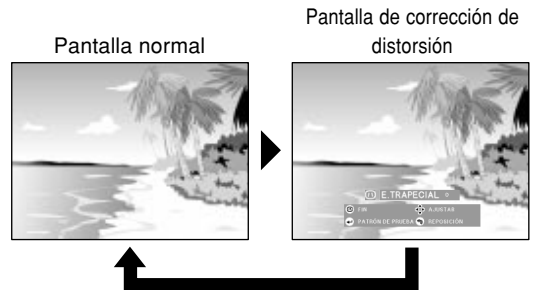 Pantalla normal
Pantalla de corrección de
distorsión
E. TRAPECIAL
FIN AJUSTAR
PATRÓN DE PRUEBA REPOSICIÓN